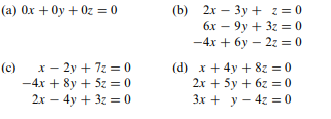 (a) 0x + 0y + 0z = 0
(b) 2x − 3y + z = 0
6x − 9y + 3z = 0
−4x + 6y − 2z = 0
(c) x − 2y + 7z = 0
−4x + 8y + 5z = 0
2x − 4y + 3z = 0
(d) x + 4y + 8z = 0
2x + 5y + 6z = 0
3x + y − 4z = 0